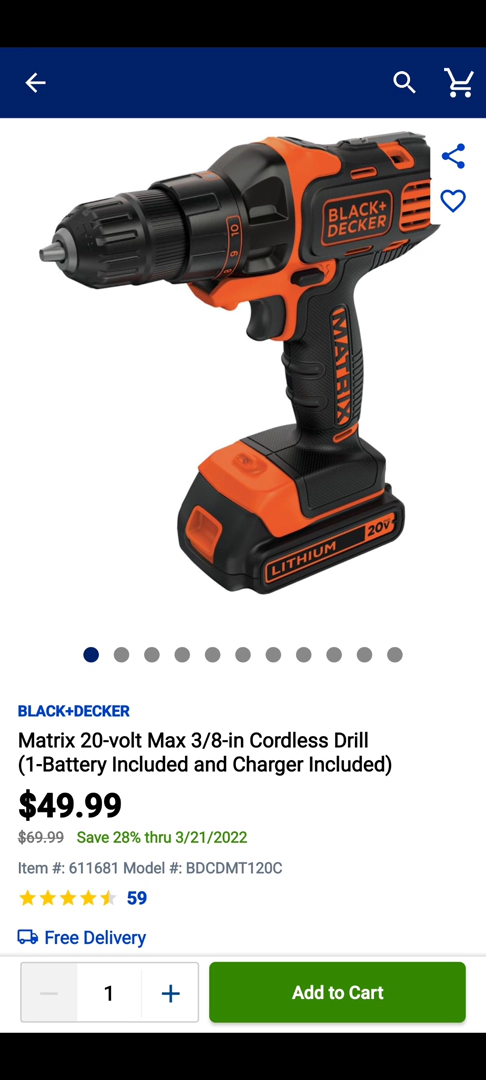 BLACK+
DECKER
10
9
MATRIX
20V
LITHIUM
BLACK+DECKER
Matrix 20-volt Max 3/8-in Cordless Drill
(1-Battery Included and Charger Included)
$49.99
$69.99 Save 28% thru 3/21/2022
Item #: 611681 Model #: BDCDMT120C
59
Free Delivery
1
Add to Cart